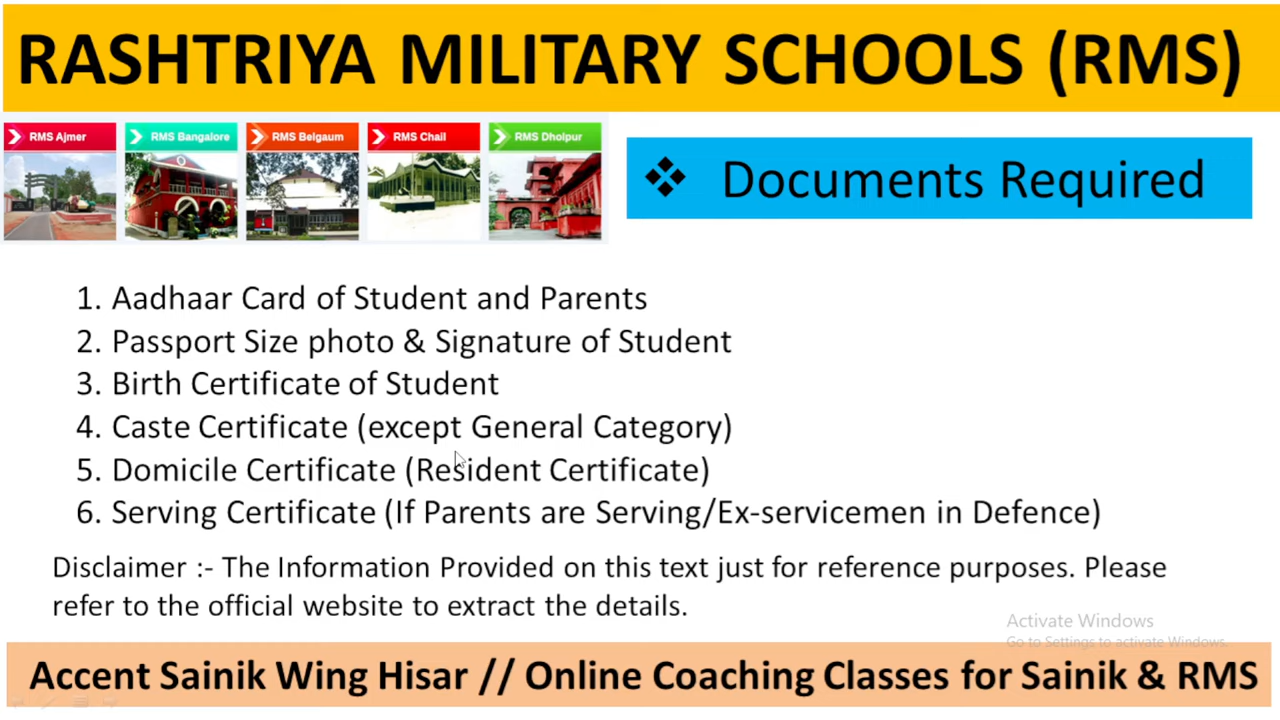 RASHTRIYA MILITARY SCHOOLS (RMS)
RMS Ajmer
RMS Bangalore
RMS Belgaum
RMS Chail
RMS Dholpur
❖ Documents Required
1. Aadhaar Card of Student and Parents
2. Passport Size photo & Signature of Student
3. Birth Certificate of Student
4. Caste Certificate (except General Category)
5. Domicile Certificate (Resident Certificate)
6. Serving Certificate (If Parents are Serving/Ex-servicemen in Defence)
Disclaimer :- The Information Provided on this text just for reference purposes. Please
refer to the official website to extract the details.
Activate Windows
Go to Settings to activate Windows.
Accent Sainik Wing Hisar // Online Coaching Classes for Sainik & RMS